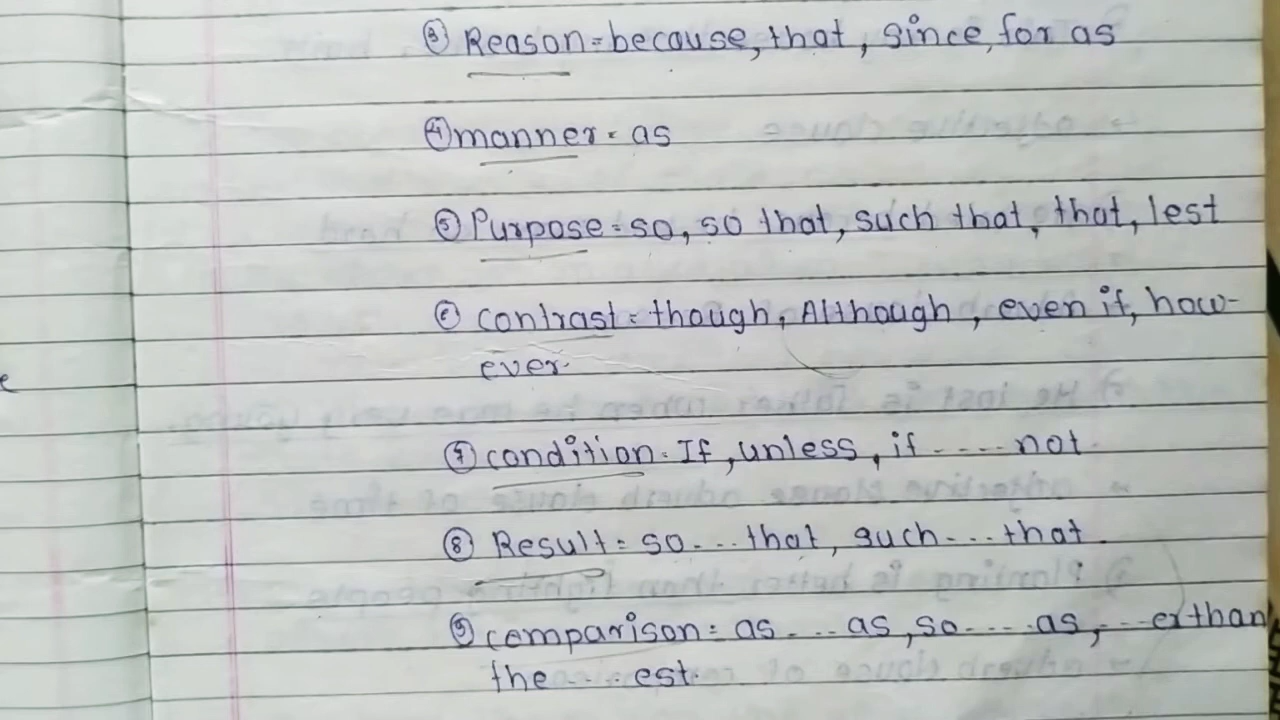 ③ Reason = because, that, since, for as
④ manner = as
⑤ Purpose = so, so that, such that, that, lest
⑥ contrast = though, Although, even if, how-
ever.
⑦ condition = If, unless, if ---- not.
⑧ Result = so --- that, such --- that.
⑨ comparison = as --- as, so ---- as, --- er than
the --- est.
e